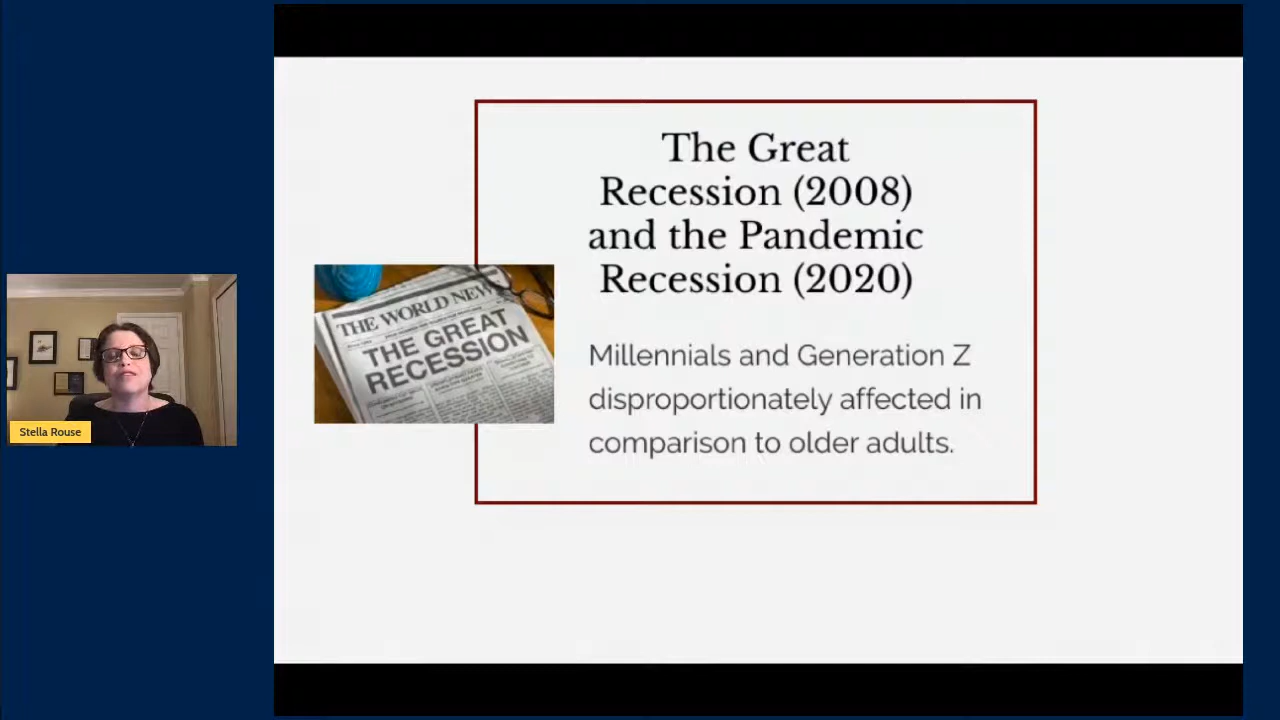 The Great
Recession (2008)
and the Pandemic
Recession (2020)
THE WORLD NEWS
THE GREAT
RECESSION
Millennials and Generation Z
disproportionately affected in
comparison to older adults.
Stella Rouse